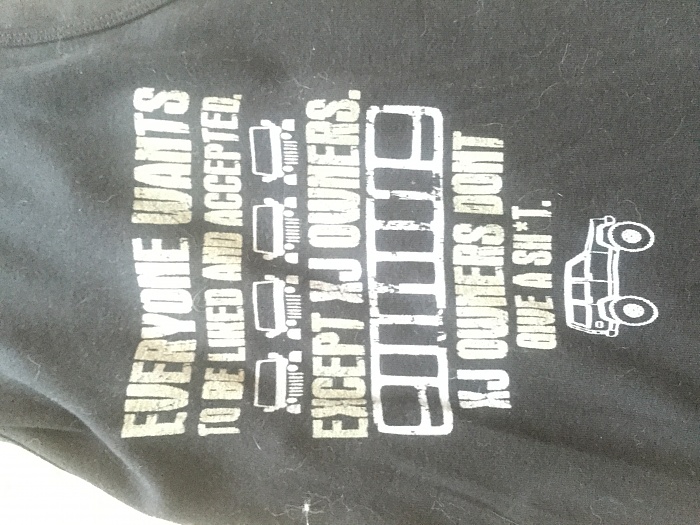 EVERYONE WANTS
TO BE LIKED AND ACCEPTED.
EXCEPT XJ OWNERS.
XJ OWNERS DONT
GIVE A SH*T.